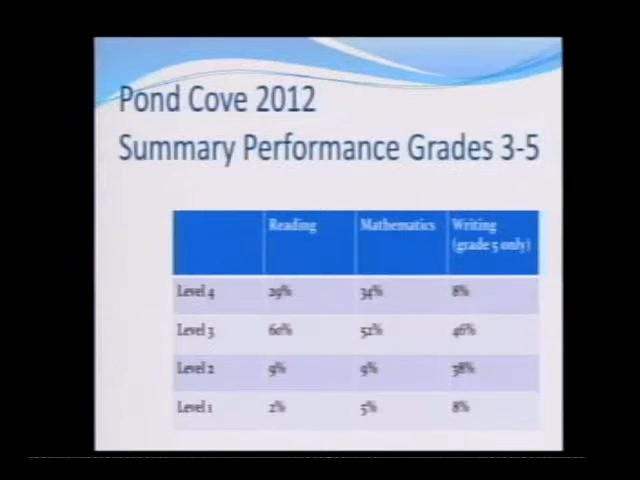 Pond Cove 2012
Summary Performance Grades 3-5
Reading Mathematics Writing (grade 5 only)
Level 4 29% 34% 8%
Level 3 60% 52% 46%
Level 2 9% 9% 38%
Level 1 2% 5% 8%